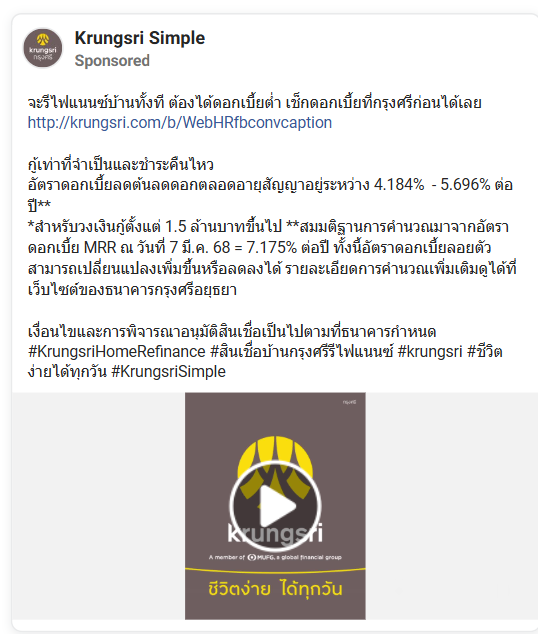 krungsri
กรุงศรี
Krungsri Simple
Sponsored
จะรีไฟแนนซ์บ้านทั้งที ต้องได้ดอกเบี้ยต่ำ เช็กดอกเบี้ยที่กรุงศรีก่อนได้เลย
http://krungsri.com/b/WebHRfbconvcaption
กู้เท่าที่จำเป็นและชำระคืนไหว
อัตราดอกเบี้ยลดต้นลดดอกตลอดอายุสัญญาอยู่ระหว่าง 4.184% - 5.696% ต่อ
ปี**
*สำหรับวงเงินกู้ตั้งแต่ 1.5 ล้านบาทขึ้นไป **สมมติฐานการคำนวณมาจากอัตรา
ดอกเบี้ย MRR ณ วันที่ 7 มี.ค. 68 = 7.175% ต่อปี ทั้งนี้อัตราดอกเบี้ยลอยตัว
สามารถเปลี่ยนแปลงเพิ่มขึ้นหรือลดลงได้ รายละเอียดการคำนวณเพิ่มเติมดูได้ที่
เว็บไซต์ของธนาคารกรุงศรีอยุธยา
เงื่อนไขและการพิจารณาอนุมัติสินเชื่อเป็นไปตามที่ธนาคารกำหนด
#KrungsriHomeRefinance #สินเชื่อบ้านกรุงศรีรีไฟแนนซ์ #krungsri #ชีวิต
ง่ายได้ทุกวัน #KrungsriSimple
กรุงศรี
krungsri
A member of MUFG, a global financial group
ชีวิตง่าย ได้ทุกวัน